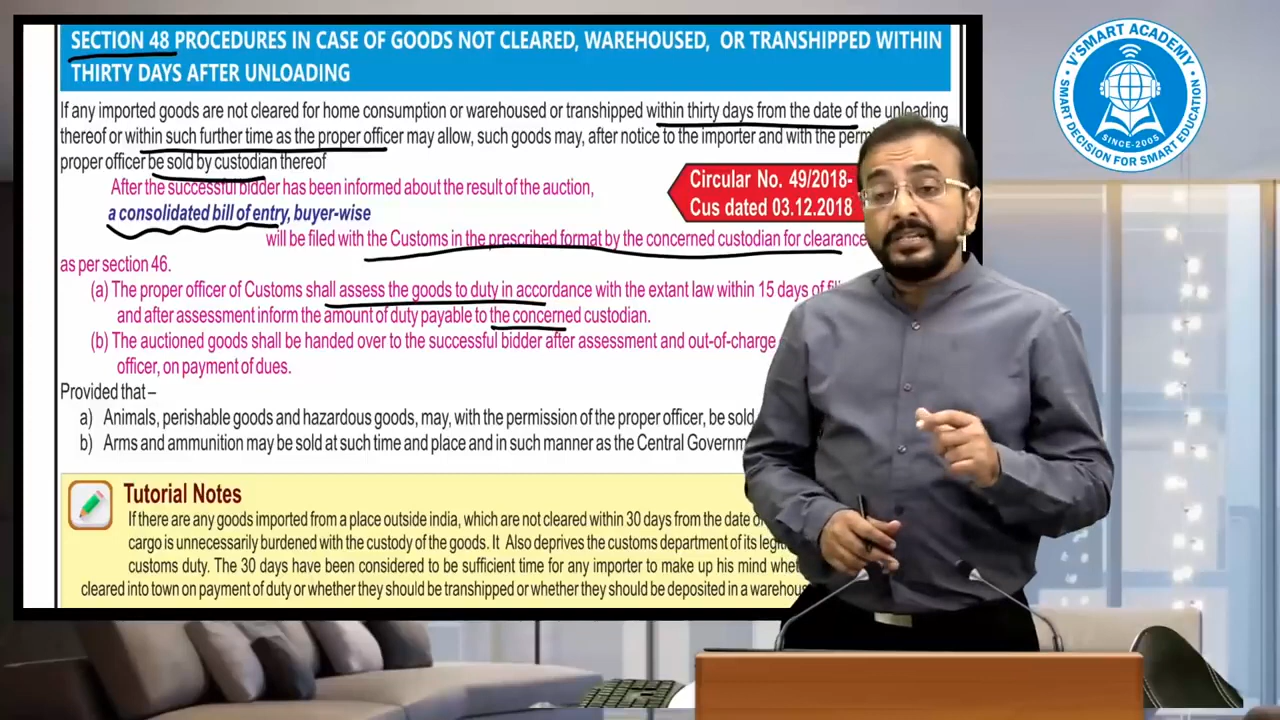 SECTION 48 PROCEDURES IN CASE OF GOODS NOT CLEARED, WAREHOUSED, OR TRANSHIPPED WITHIN
THIRTY DAYS AFTER UNLOADING
If any imported goods are not cleared for home consumption or warehoused or transhipped within thirty days from the date of the unloading
thereof or within such further time as the proper officer may allow, such goods may, after notice to the importer and with the
proper officer be sold by custodian thereof
After the successful bidder has been informed about the result of the auction,
a consolidated bill of entry, buyer-wise
will be filed with the Customs in the prescribed format by the concerned custodian for clearance
as per section 46.
Circular No. 49/2018-
Cus dated 03.12.2018
(a) The proper officer of Customs shall assess the goods to duty in accordance with the extant law within 15 days of
and after assessment inform the amount of duty payable to the concerned custodian.
(b) The auctioned goods shall be handed over to the successful bidder after assessment and out-of-charge
officer, on payment of dues.
Provided that –
a) Animals, perishable goods and hazardous goods, may, with the permission of the proper officer, be sold
b) Arms and ammunition may be sold at such time and place and in such manner as the Central
Tutorial Notes
If there are any goods imported from a place outside india, which are not cleared within 30 days from the date
cargo is unnecessarily burdened with the custody of the goods. It Also deprives the customs department of its
customs duty. The 30 days have been considered to be sufficient time for any importer to make up his mind
cleared into town on payment of duty or whether they should be transhipped or whether they should be deposited in a
V'SMART ACADEMY
SINCE-2005
SMART DECISION FOR SMART EDUCATION